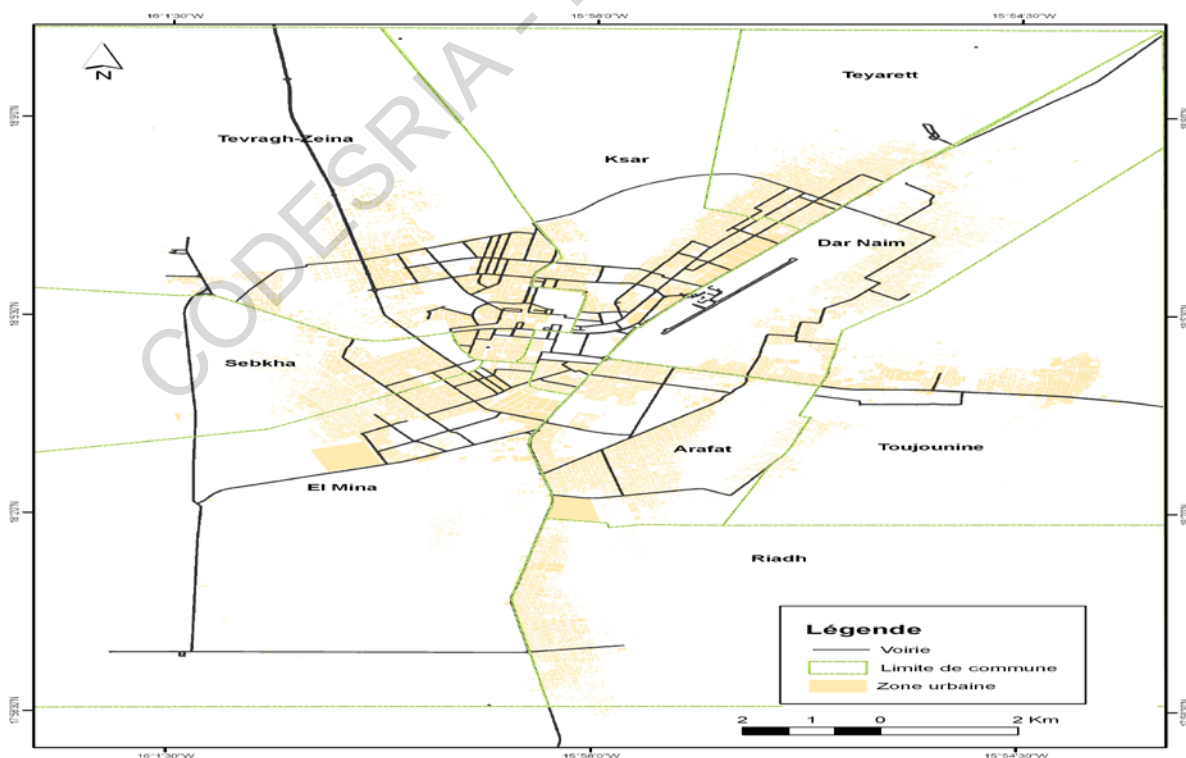 16°1'30"W 15°58'0"W 15°54'30"W
CODESRIA -
N
Teyarett
Tevragh-Zeina
Ksar
Dar Naim
Sebkha
Arafat
Toujounine
El Mina
Riadh
Légende
Voirie
Limite de commune
Zone urbaine
2 1 0 2 Km
16°1'30"W 15°58'0"W 15°54'30"W